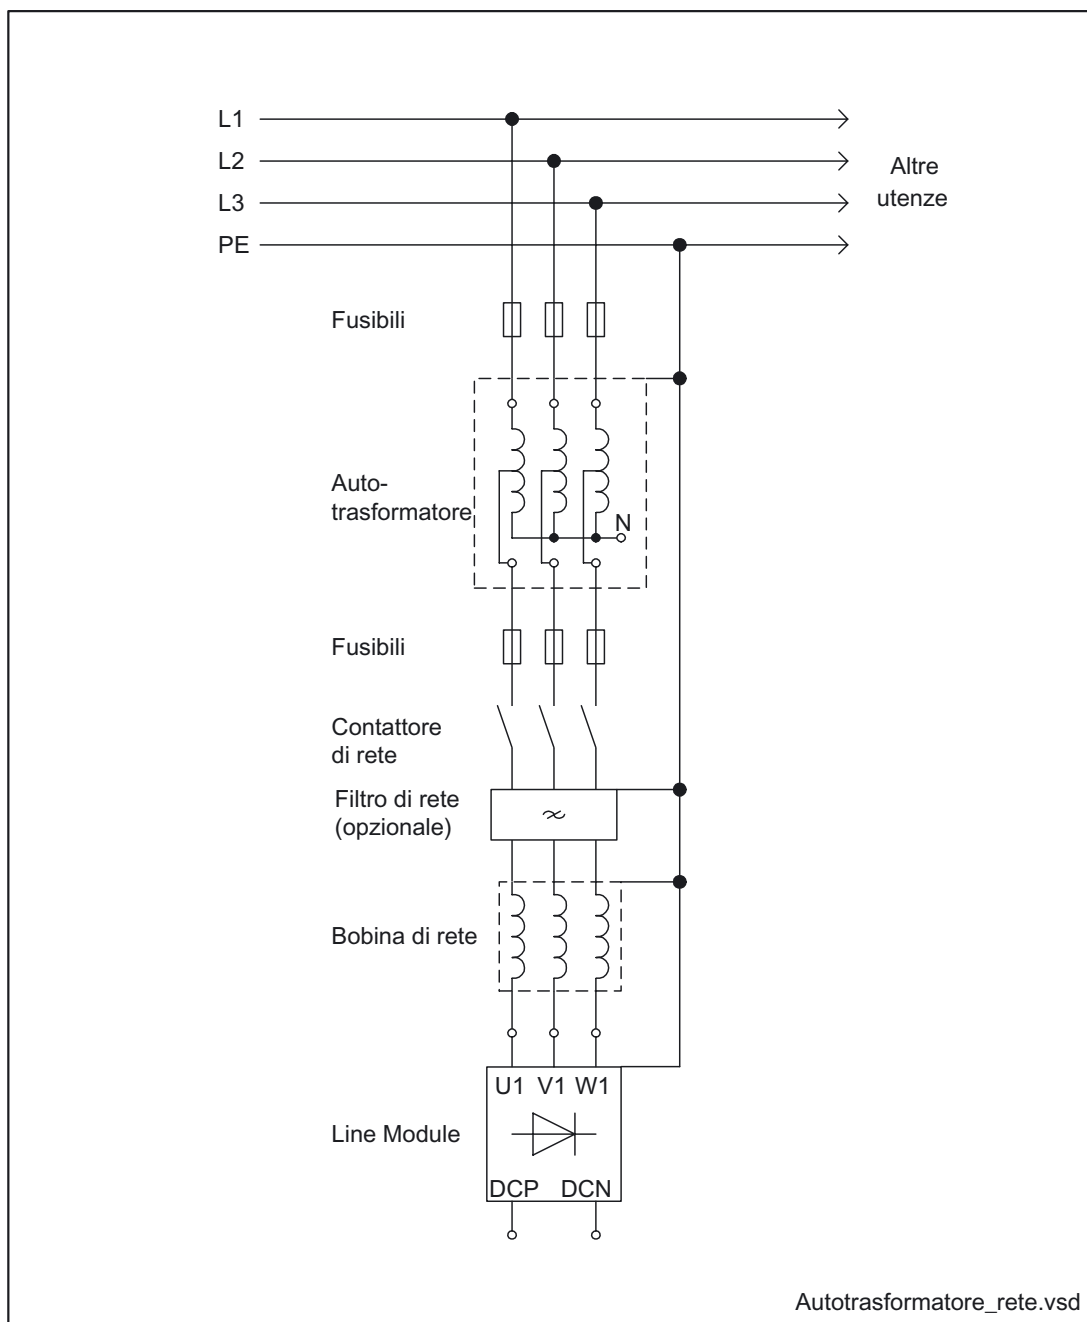 L1
L2
L3
PE
Altre
utenze
Fusibili
Auto-
trasformatore
N
Fusibili
Contattore
di rete
Filtro di rete
(opzionale)
Bobina di rete
U1 V1 W1
Line Module
DCP DCN
Autotrasformatore_rete.vsd